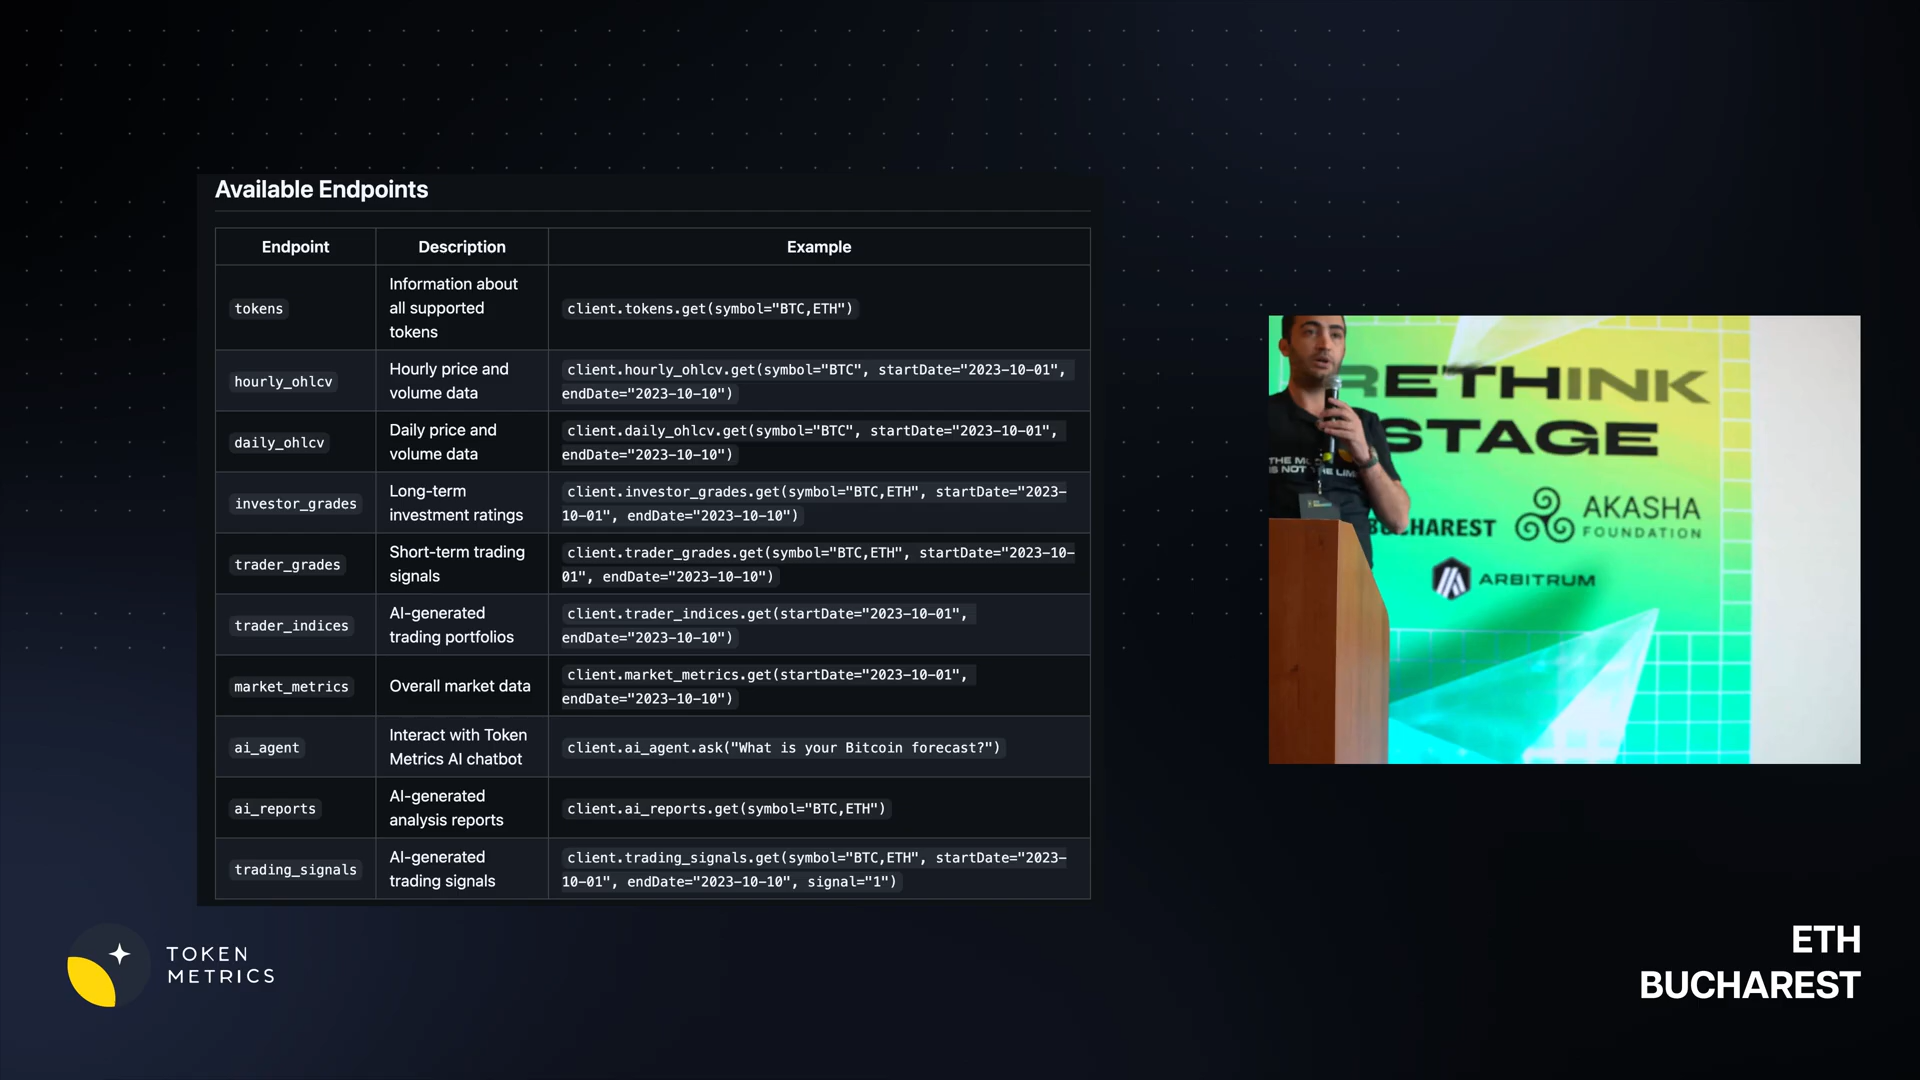 Available Endpoints
Endpoint
Description
Example
tokens
Information about
all supported
tokens
client.tokens.get(symbol="BTC,ETH")
hourly_ohlcv
Hourly price and
volume data
client.hourly_ohlcv.get(symbol="BTC", startDate="2023-10-01",
endDate="2023-10-10")
daily_ohlcv
Daily price and
volume data
client.daily_ohlcv.get(symbol="BTC", startDate="2023-10-01",
endDate="2023-10-10")
investor_grades
Long-term
investment ratings
client.investor_grades.get(symbol="BTC,ETH", startDate="2023-
10-01", endDate="2023-10-10")
trader_grades
Short-term trading
signals
client.trader_grades.get(symbol="BTC,ETH", startDate="2023-10-
01", endDate="2023-10-10")
trader_indices
AI-generated
trading portfolios
client.trader_indices.get(startDate="2023-10-01",
endDate="2023-10-10")
market_metrics
Overall market data
client.market_metrics.get(startDate="2023-10-01",
endDate="2023-10-10")
ai_agent
Interact with Token
Metrics AI chatbot
client.ai_agent.ask("What is your Bitcoin forecast?")
ai_reports
AI-generated
analysis reports
client.ai_reports.get(symbol="BTC,ETH")
trading_signals
AI-generated
trading signals
client.trading_signals.get(symbol="BTC,ETH", startDate="2023-
10-01", endDate="2023-10-10", signal="1")
TOKEN
METRICS
RETHINK
STAGE
THE
IS NOT THE
BUCHAREST
AKASHA
FOUNDATION
ARBITRUM
ETH
BUCHAREST